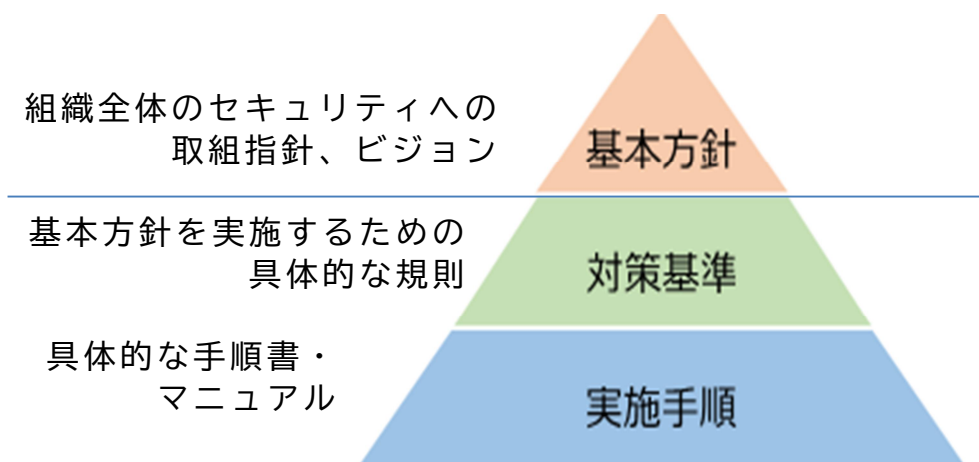 組織全体のセキュリティへの
取組指針、ビジョン
基本方針
基本方針を実施するための
具体的な規則
対策基準
具体的な手順書・
マニュアル
実施手順